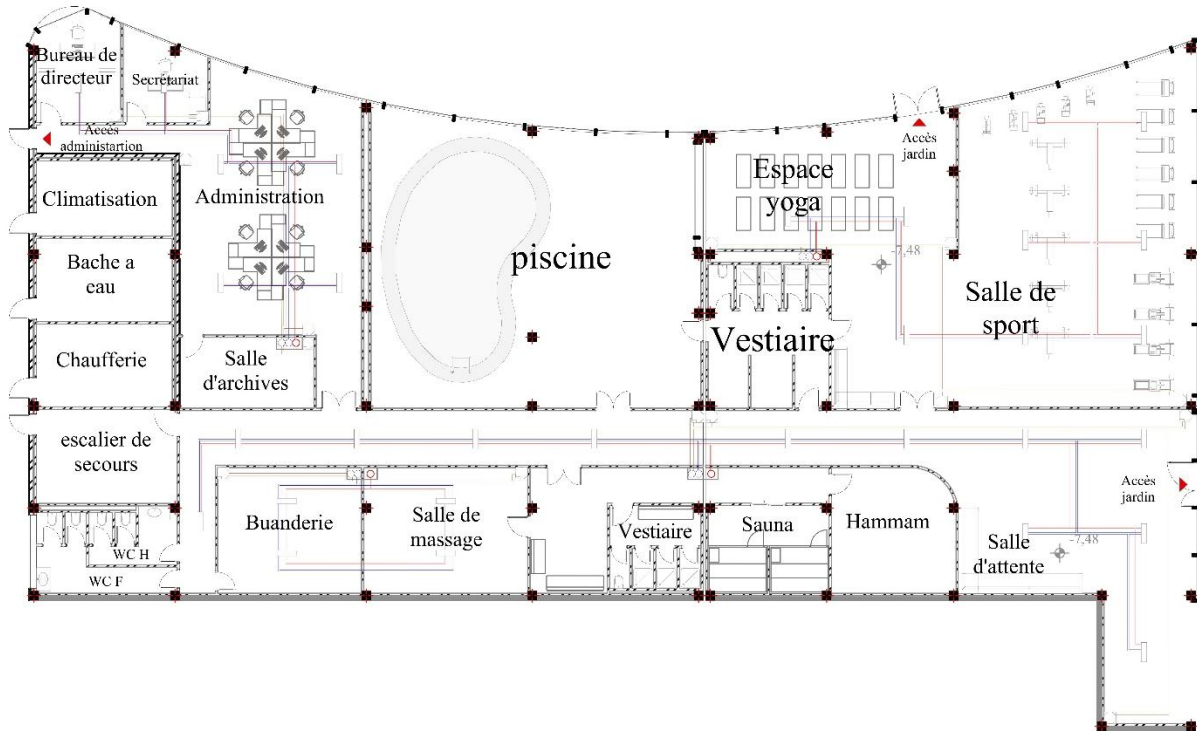 Bureau de
directeur
Secrétariat
Accès
administartion
Climatisation
Administration
Bache a
eau
Chaufferie
Salle
d'archives
escalier de
secours
piscine
Espace
yoga
Accès
jardin
-7,48
Salle de
sport
Vestiaire
Buanderie
Salle de
massage
Vestiaire
Sauna
Hammam
Accès
jardin
-7,48
Salle
d'attente
WC H
WC F